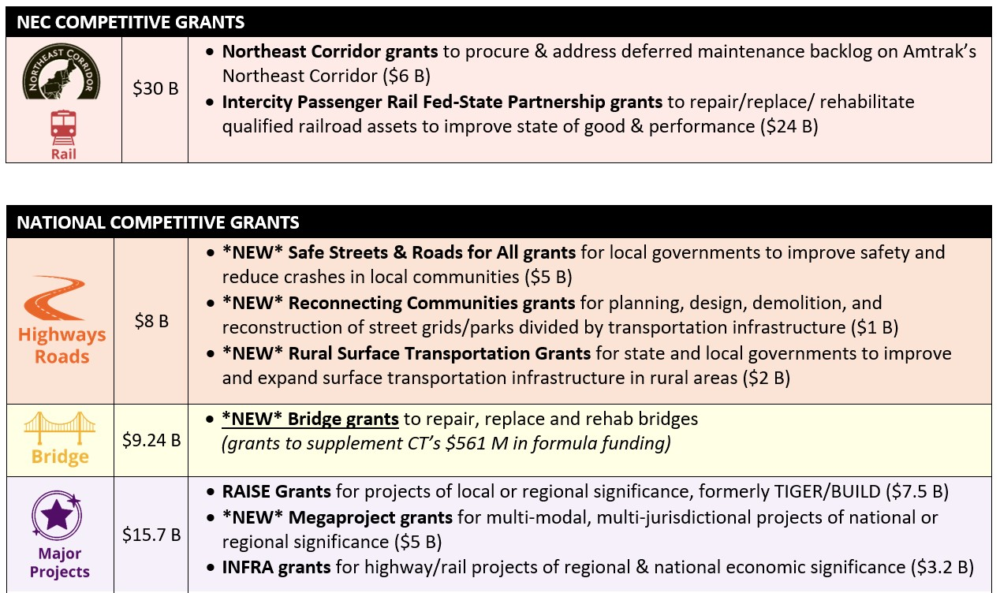 NEC COMPETITIVE GRANTS
NORTHEAST CORRIDOR
Rail
$30 B
• Northeast Corridor grants to procure & address deferred maintenance backlog on Amtrak’s
Northeast Corridor ($6 B)
• Intercity Passenger Rail Fed-State Partnership grants to repair/replace/ rehabilitate
qualified railroad assets to improve state of good & performance ($24 B)
NATIONAL COMPETITIVE GRANTS
Highways
Roads
$8 B
• *NEW* Safe Streets & Roads for All grants for local governments to improve safety and
reduce crashes in local communities ($5 B)
• *NEW* Reconnecting Communities grants for planning, design, demolition, and
reconstruction of street grids/parks divided by transportation infrastructure ($1 B)
• *NEW* Rural Surface Transportation Grants for state and local governments to improve
and expand surface transportation infrastructure in rural areas ($2 B)
Bridge
$9.24 B
• *NEW* Bridge grants to repair, replace and rehab bridges
(grants to supplement CT’s $561 M in formula funding)
Major
Projects
$15.7 B
• RAISE Grants for projects of local or regional significance, formerly TIGER/BUILD ($7.5 B)
• *NEW* Megaproject grants for multi-modal, multi-jurisdictional projects of national or
regional significance ($5 B)
• INFRA grants for highway/rail projects of regional & national economic significance ($3.2 B)